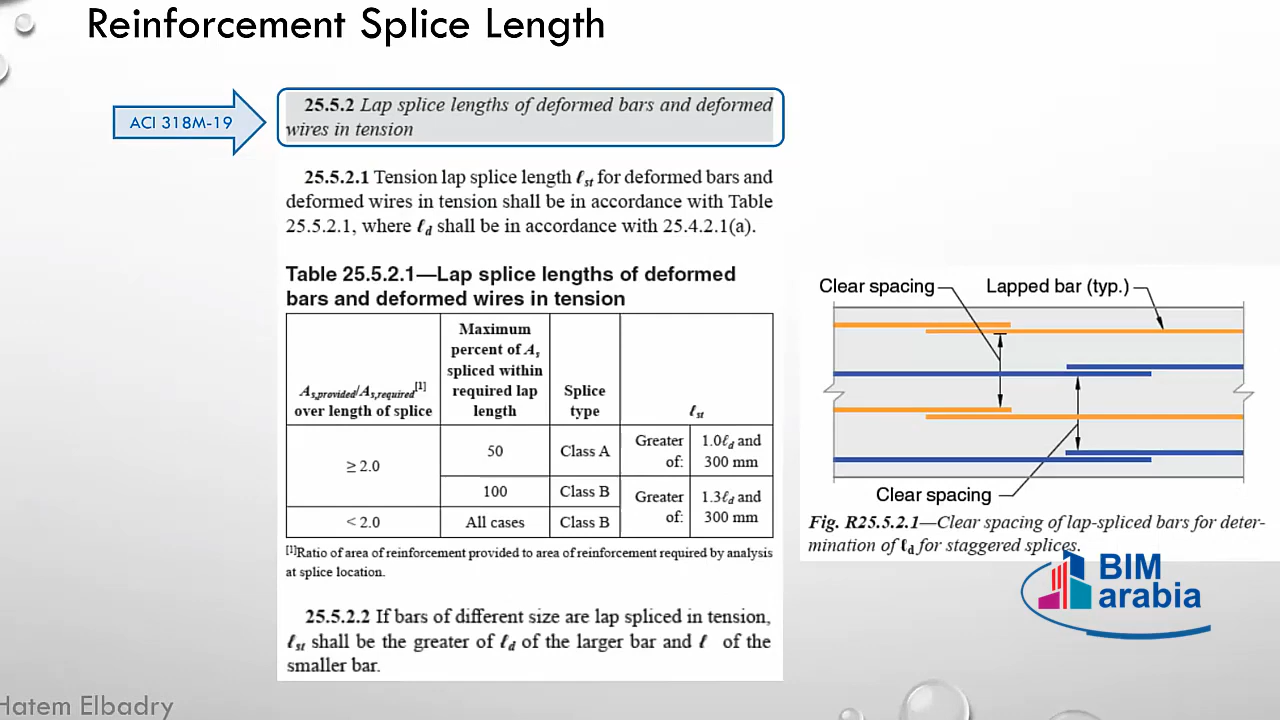 Reinforcement Splice Length
ACI 318M-19
25.5.2 Lap splice lengths of deformed bars and deformed
wires in tension
25.5.2.1 Tension lap splice length ℓst for deformed bars and
deformed wires in tension shall be in accordance with Table
25.5.2.1, where ℓd shall be in accordance with 25.4.2.1(a).
Table 25.5.2.1—Lap splice lengths of deformed
bars and deformed wires in tension
As,provided/As,required[1]
over length of splice
Maximum
percent of As
spliced within
required lap
length
Splice
type
ℓst
≥ 2.0
50
Class A
Greater
of:
1.0ℓd and
300 mm
100
Class B
Greater
of:
1.3ℓd and
300 mm
< 2.0
All cases
Class B
[1]Ratio of area of reinforcement provided to area of reinforcement required by analysis
at splice location.
25.5.2.2 If bars of different size are lap spliced in tension,
ℓst shall be the greater of ℓd of the larger bar and ℓ of the
smaller bar.
Clear spacing
Lapped bar (typ.)
Clear spacing
Fig. R25.5.2.1—Clear spacing of lap-spliced bars for deter-
mination of ℓd for staggered splices.
BIM
arabia
Hatem Elbadry